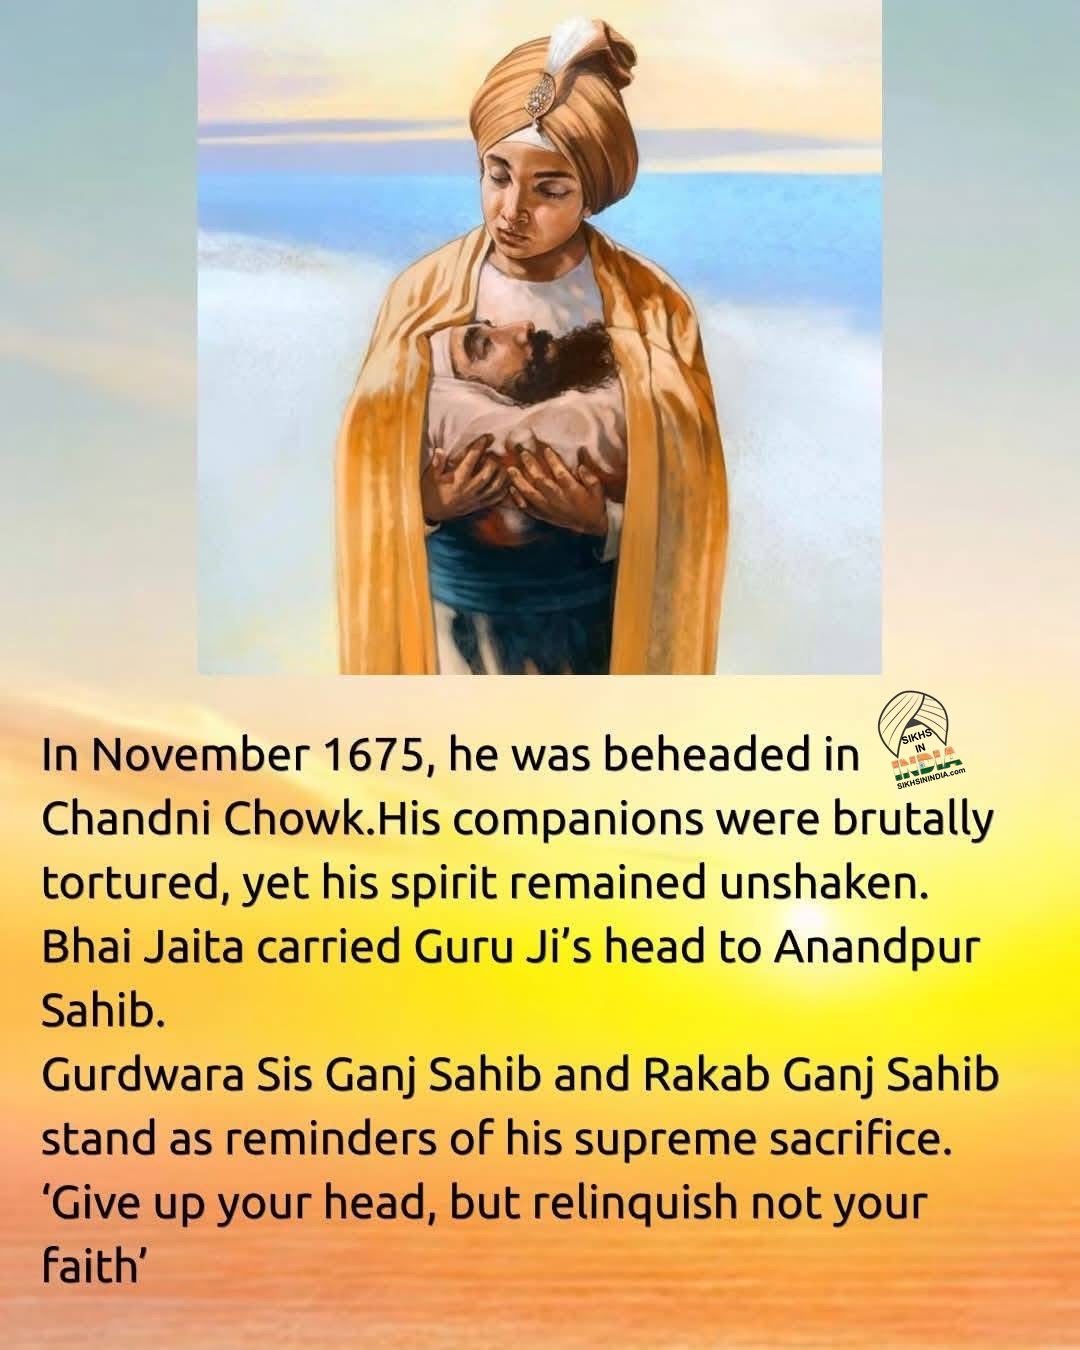 SIKHS
IN
INDIA
SIKHSININDIA.com
In November 1675, he was beheaded in
Chandni Chowk.His companions were brutally
tortured, yet his spirit remained unshaken.
Bhai Jaita carried Guru Ji’s head to Anandpur
Sahib.
Gurdwara Sis Ganj Sahib and Rakab Ganj Sahib
stand as reminders of his supreme sacrifice.
‘Give up your head, but relinquish not your
faith’